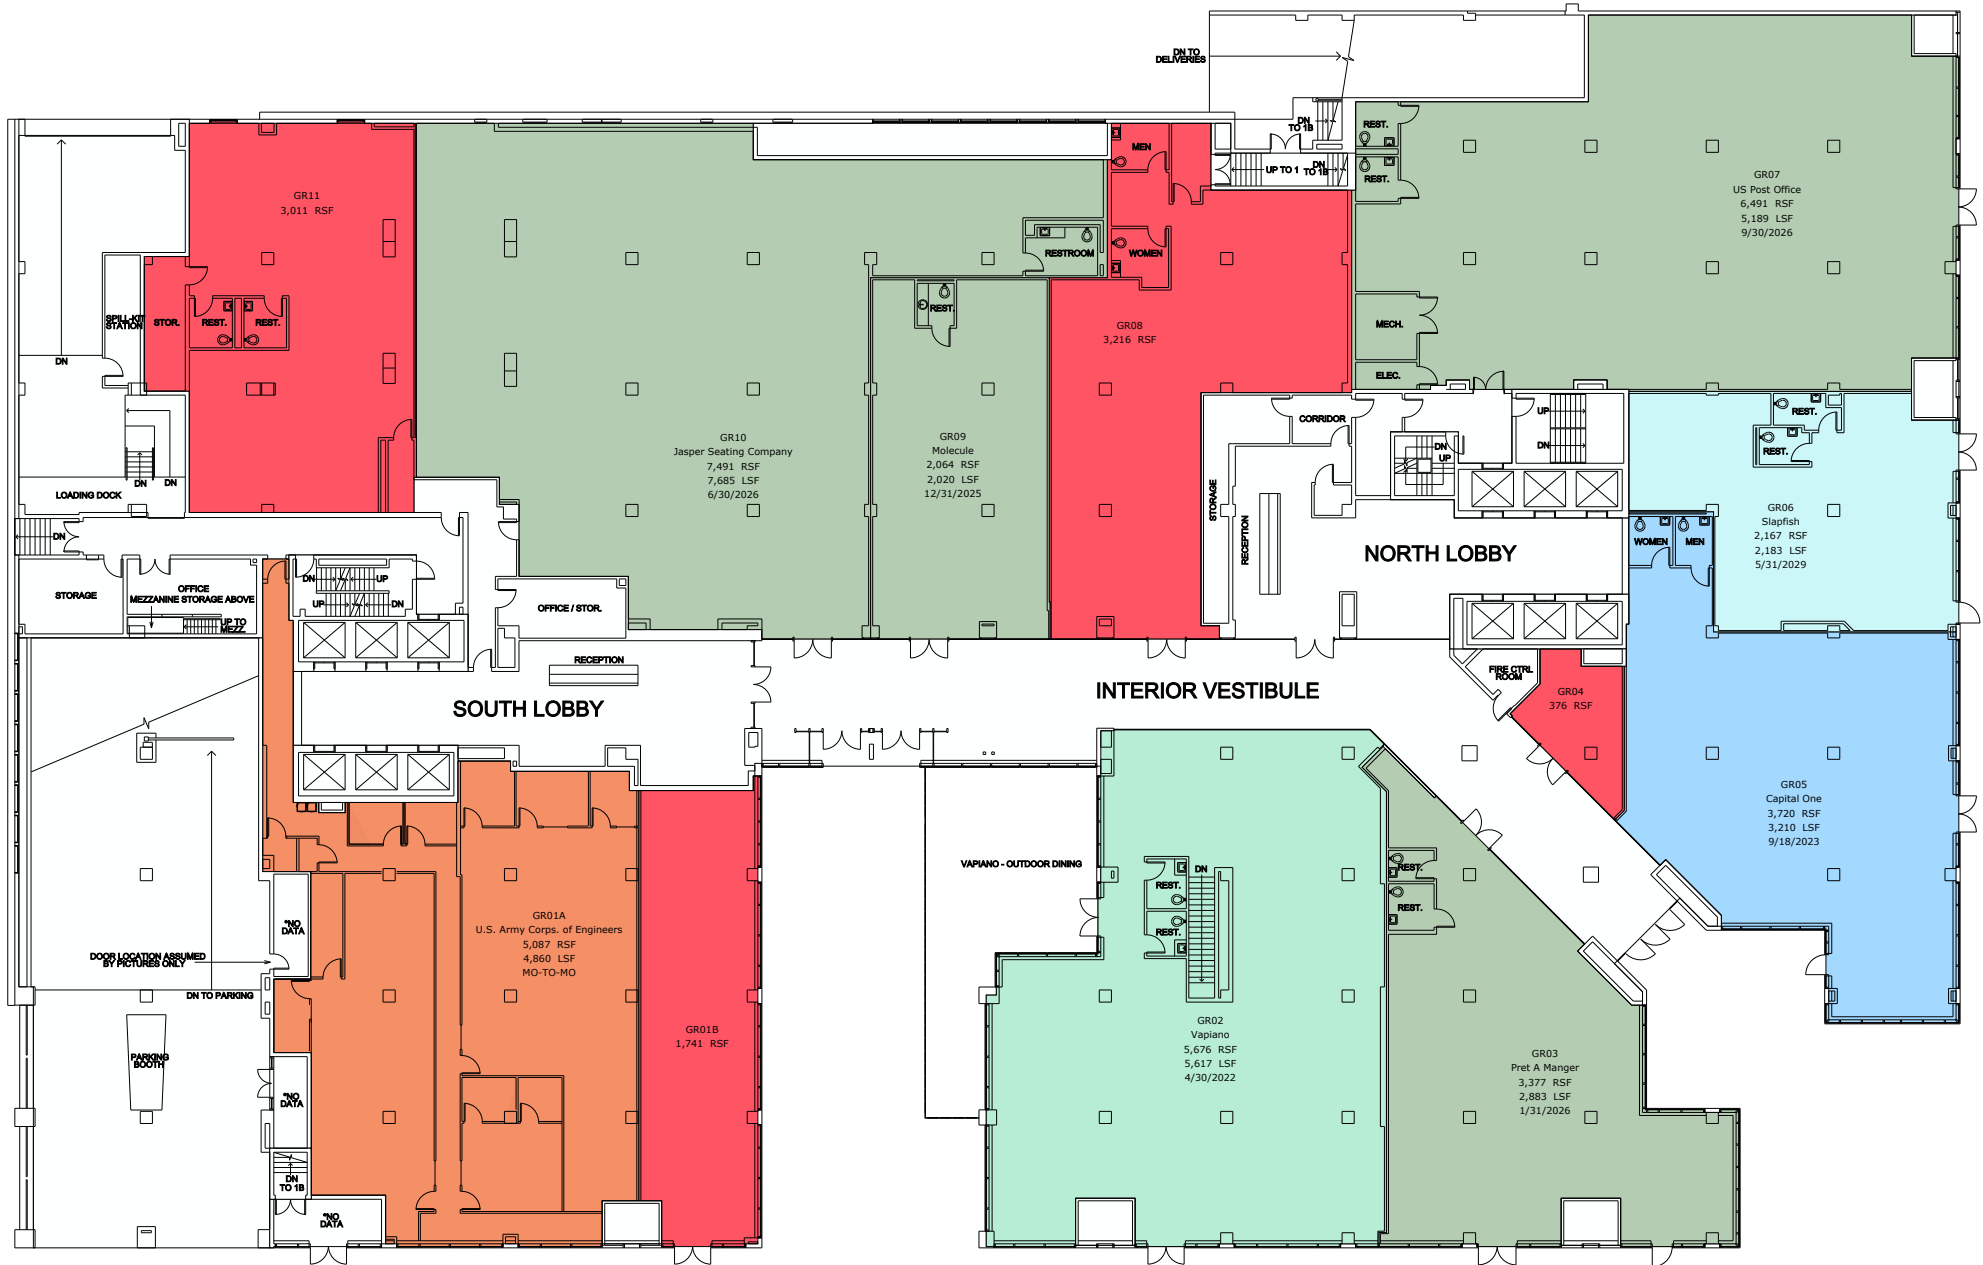 DN TO
DELIVERIES
DN
TO 1B
UP TO 1
DN
TO 1B
REST.
REST.
GR07
US Post Office
6,491 RSF
5,189 LSF
9/30/2026
MECH.
ELEC.
MEN
WOMEN
GR08
3,216 RSF
RESTROOM
GR11
3,011 RSF
SPILL-KIT
STATION
STOR.
REST.
REST.
DN
REST.
GR10
Jasper Seating Company
7,491 RSF
7,685 LSF
6/30/2026
GR09
Molecule
2,064 RSF
2,020 LSF
12/31/2025
CORRIDOR
STORAGE
RECEPTION
DN
UP
UP
DN
REST.
REST.
GR06
Slapfish
2,167 RSF
2,183 LSF
5/31/2029
WOMEN
MEN
NORTH LOBBY
DN
DN
LOADING DOCK
DN
STORAGE
OFFICE
MEZZANINE STORAGE ABOVE
UP TO
MEZZ.
DN
UP
UP
DN
OFFICE / STOR.
RECEPTION
SOUTH LOBBY
INTERIOR VESTIBULE
FIRE CTRL
ROOM
GR04
376 RSF
GR05
Capital One
3,720 RSF
3,210 LSF
9/18/2023
VAPIANO - OUTDOOR DINING
REST.
REST.
DN
REST.
REST.
GR01A
U.S. Army Corps. of Engineers
5,087 RSF
4,860 LSF
MO-TO-MO
*NO
DATA
DOOR LOCATION ASSUMED
BY PICTURES ONLY
DN TO PARKING
PARKING
BOOTH
*NO
DATA
DN
TO 1B
*NO
DATA
GR01B
1,741 RSF
GR02
Vapiano
5,676 RSF
5,617 LSF
4/30/2022
GR03
Pret A Manger
3,377 RSF
2,883 LSF
1/31/2026